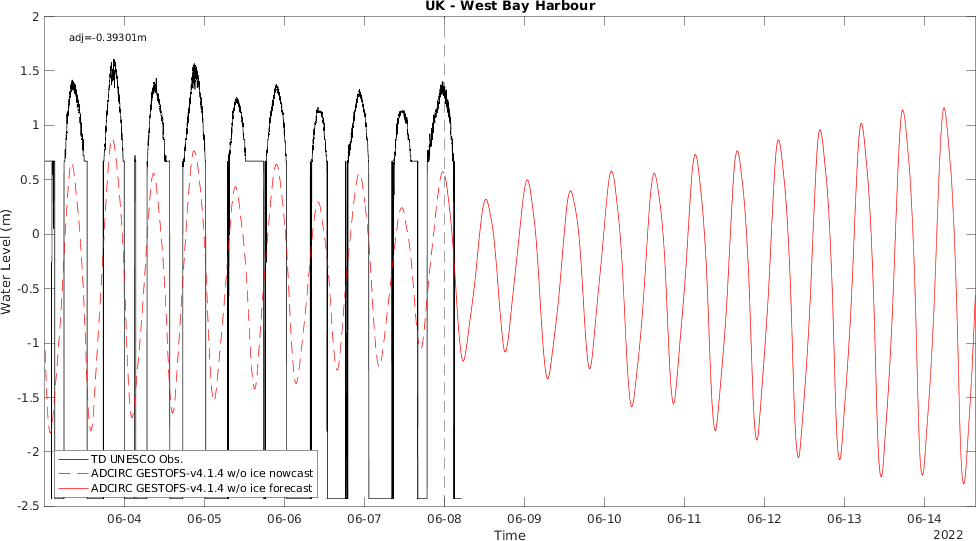 UK - West Bay Harbour
adj=-0.39301m
Water Level (m)
2
1.5
1
0.5
0
-0.5
-1
-1.5
-2
-2.5
TD UNESCO Obs.
ADCIRC GESTOFS-v4.1.4 w/o ice nowcast
ADCIRC GESTOFS-v4.1.4 w/o ice forecast
06-04 06-05 06-06 06-07 06-08 06-09 06-10 06-11 06-12 06-13 06-14
Time
2022